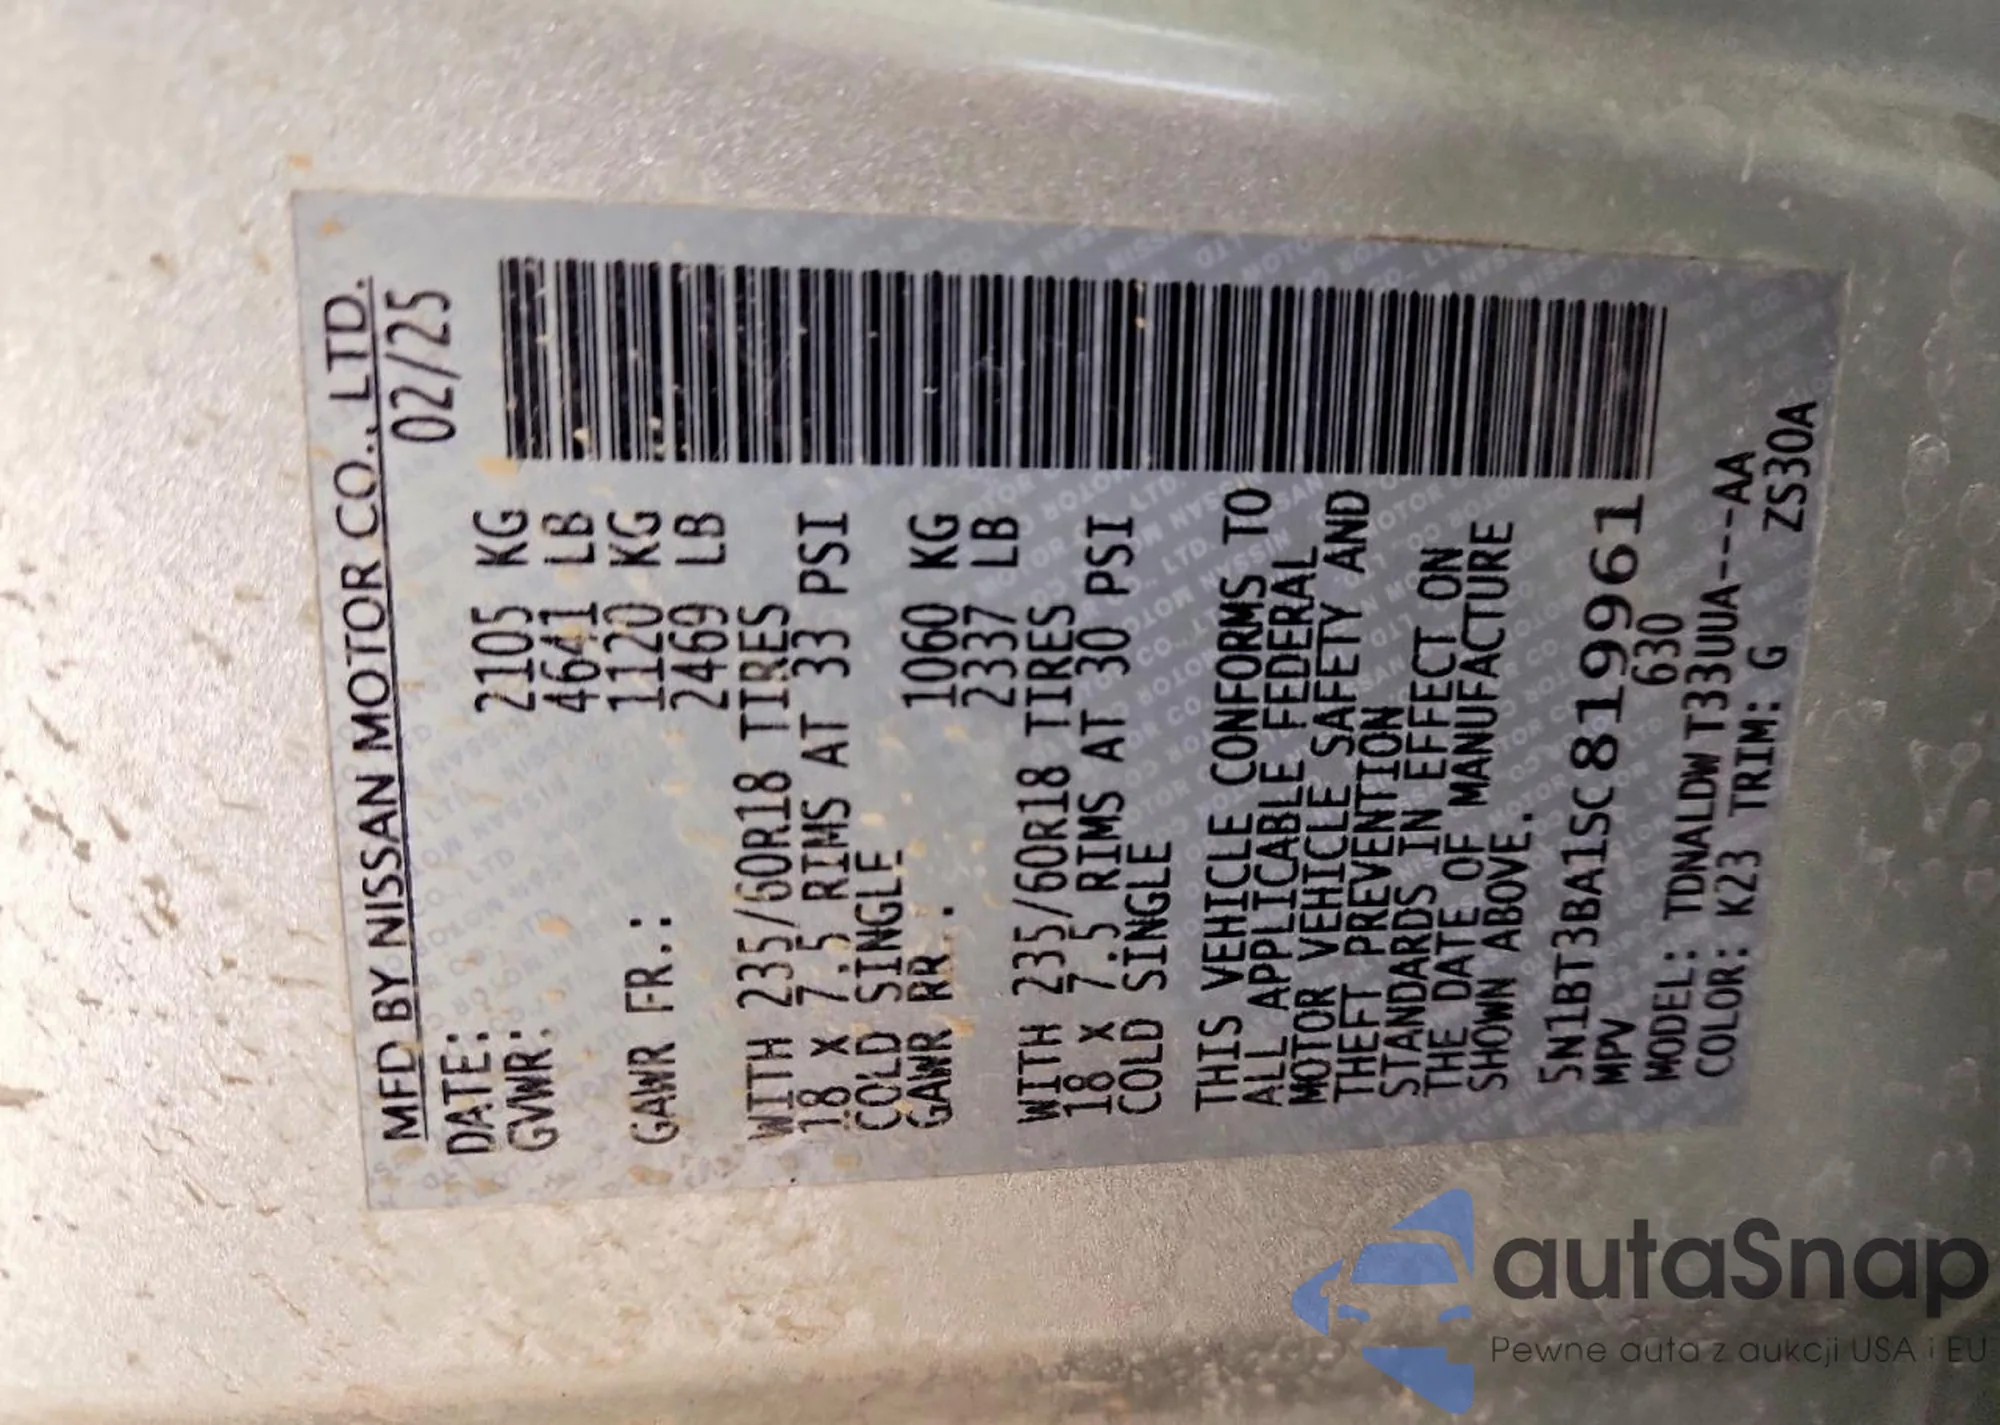 MFD BY NISSAN MOTOR CO., LTD.
DATE: 02/25
GVWR: 2105 KG
4641 LB
GAWR FR.: 1120 KG
2469 LB
WITH 235/60R18 TIRES
18 x 7.5 RIMS AT 33 PSI
COLD SINGLE
GAWR RR.: 1060 KG
2337 LB
WITH 235/60R18 TIRES
18 x 7.5 RIMS AT 30 PSI
COLD SINGLE
THIS VEHICLE CONFORMS TO
ALL APPLICABLE FEDERAL
MOTOR VEHICLE SAFETY AND
THEFT PREVENTION
STANDARDS IN EFFECT ON
THE DATE OF MANUFACTURE
SHOWN ABOVE.
5N1BT3BA1SC819961
MPV 630
MODEL: TDNALDW T33UUA---AA
COLOR: K23 TRIM: G ZS30A
autaSnap
Pewne auta z aukcji USA i EU